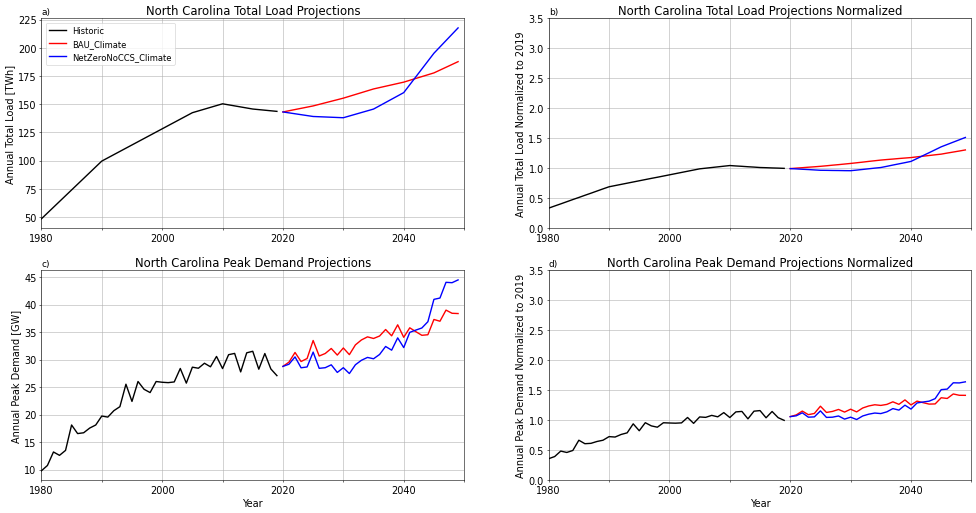 a)
North Carolina Total Load Projections
Annual Total Load [TWh]
225
200
175
150
125
100
75
50
Historic
BAU_Climate
NetZeroNoCCS_Climate
1980
2000
2020
2040
b)
North Carolina Total Load Projections Normalized
Annual Total Load Normalized to 2019
3.5
3.0
2.5
2.0
1.5
1.0
0.5
0.0
1980
2000
2020
2040
c)
North Carolina Peak Demand Projections
Annual Peak Demand [GW]
45
40
35
30
25
20
15
10
1980
2000
2020
2040
Year
d)
North Carolina Peak Demand Projections Normalized
Annual Peak Demand Normalized to 2019
3.5
3.0
2.5
2.0
1.5
1.0
0.5
0.0
1980
2000
2020
2040
Year